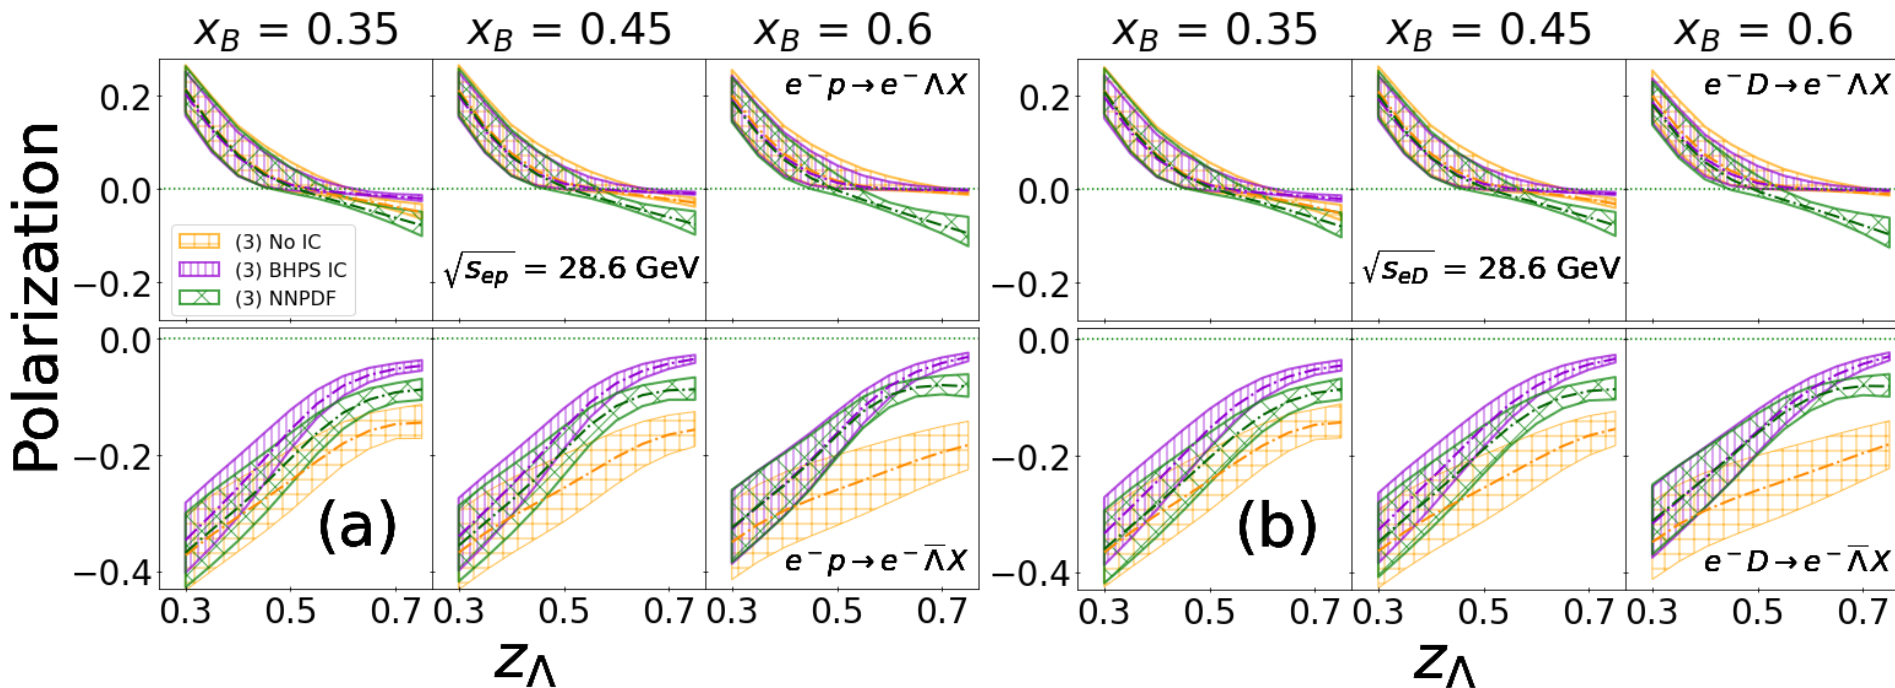 x_B = 0.35 x_B = 0.45 x_B = 0.6
Polarization
0.2
0.0
−0.2
e⁻p→e⁻ΛX
(3) No IC
(3) BHPS IC
(3) NNPDF
√s_ep = 28.6 GeV
0.0
−0.2
−0.4
(a)
e⁻p→e⁻Λ̅X
0.3 0.5 0.7 0.3 0.5 0.7 0.3 0.5 0.7
z_Λ
x_B = 0.35 x_B = 0.45 x_B = 0.6
0.2
0.0
−0.2
e⁻D→e⁻ΛX
√s_eD = 28.6 GeV
0.0
−0.2
−0.4
(b)
e⁻D→e⁻Λ̅X
0.3 0.5 0.7 0.3 0.5 0.7 0.3 0.5 0.7
z_Λ